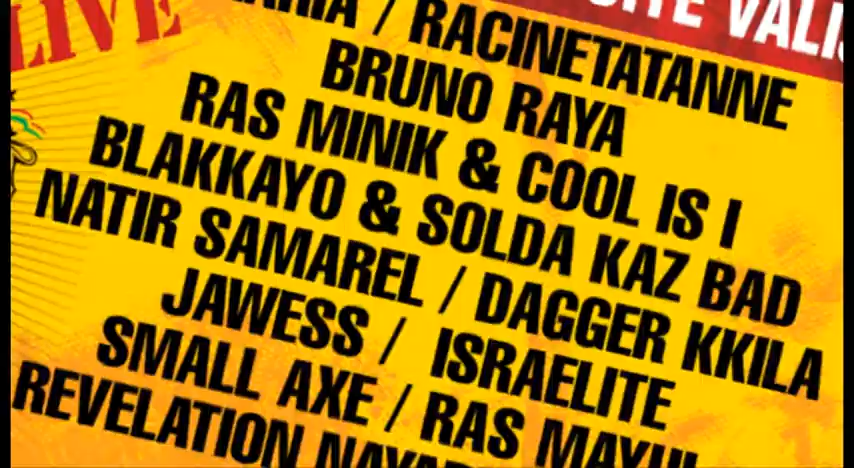 LIVE
/ RACINETATANNE
BRUNO RAYA
RAS MINIK & COOL IS I
BLAKKAYO & SOLDA KAZ BAD
NATIR SAMAREL / DAGGER KKILA
JAWESS / ISRAELITE
SMALL AXE / RAS
REVELATION